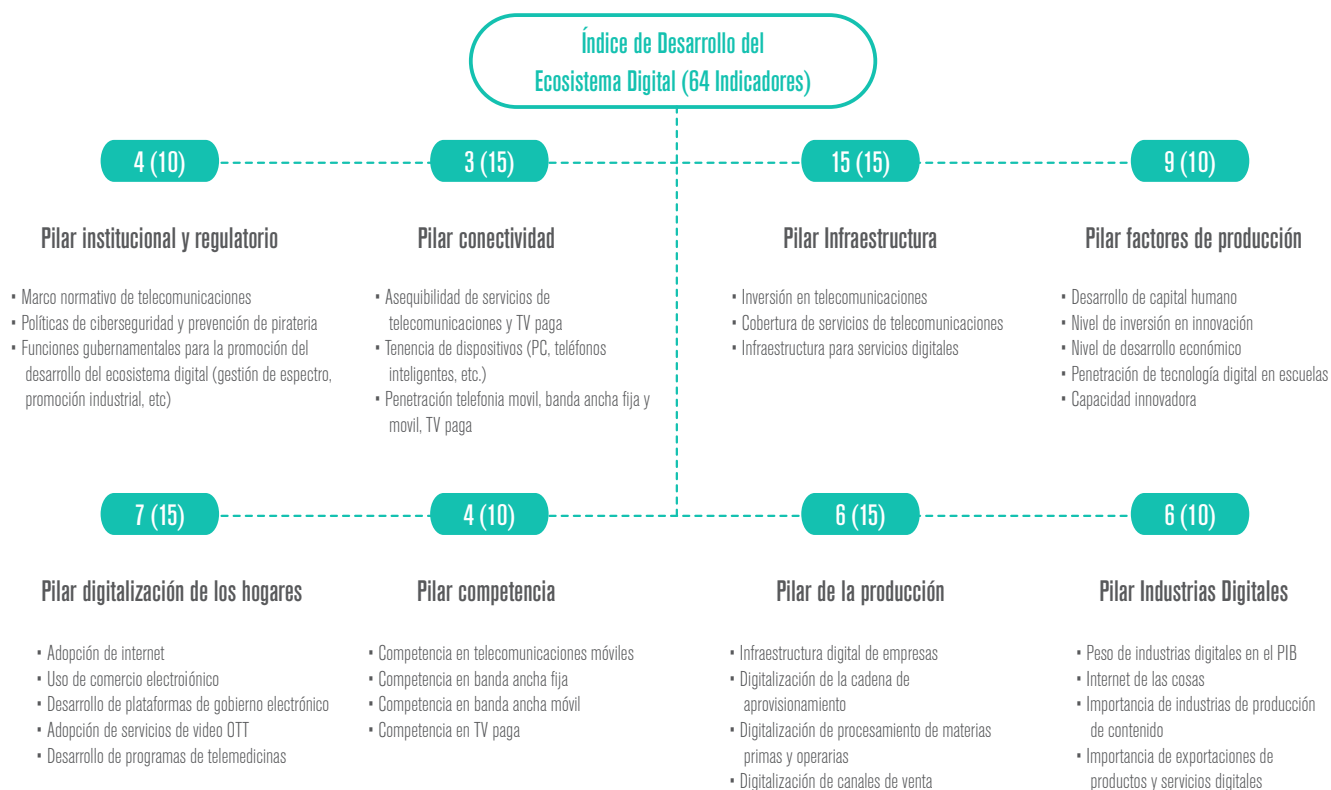 Índice de Desarrollo del
Ecosistema Digital (64 Indicadores)
4 (10)
3 (15)
15 (15)
9 (10)
Pilar institucional y regulatorio
• Marco normativo de telecomunicaciones
• Políticas de ciberseguridad y prevención de pirateria
• Funciones gubernamentales para la promoción del
desarrollo del ecosistema digital (gestión de espectro,
promoción industrial, etc)
Pilar conectividad
• Asequibilidad de servicios de
telecomunicaciones y TV paga
• Tenencia de dispositivos (PC, teléfonos
inteligentes, etc.)
• Penetración telefonia movil, banda ancha fija y
movil, TV paga
Pilar Infraestructura
• Inversión en telecomunicaciones
• Cobertura de servicios de telecomunicaciones
• Infraestructura para servicios digitales
Pilar factores de producción
• Desarrollo de capital humano
• Nivel de inversión en innovación
• Nivel de desarrollo económico
• Penetración de tecnología digital en escuelas
• Capacidad innovadora
7 (15)
4 (10)
6 (15)
6 (10)
Pilar digitalización de los hogares
• Adopción de internet
• Uso de comercio electroiónico
• Desarrollo de plataformas de gobierno electrónico
• Adopción de servicios de video OTT
• Desarrollo de programas de telemedicinas
Pilar competencia
• Competencia en telecomunicaciones móviles
• Competencia en banda ancha fija
• Competencia en banda ancha móvil
• Competencia en TV paga
Pilar de la producción
• Infraestructura digital de empresas
• Digitalización de la cadena de
aprovisionamiento
• Digitalización de procesamiento de materias
primas y operarias
• Digitalización de canales de venta
Pilar Industrias Digitales
• Peso de industrias digitales en el PIB
• Internet de las cosas
• Importancia de industrias de producción
de contenido
• Importancia de exportaciones de
productos y servicios digitales